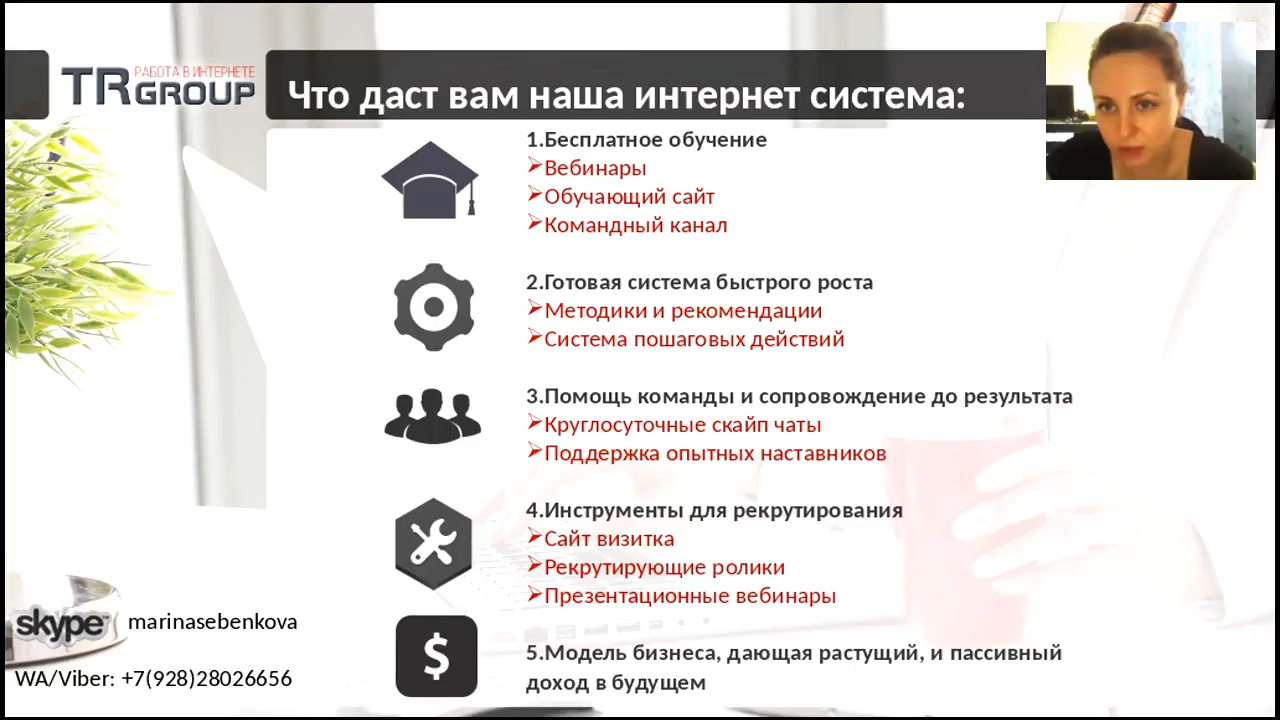 РАБОТА В ИНТЕРНЕТЕ
TR GROUP
Что даст вам наша интернет система:
1.Бесплатное обучение
➢Вебинары
➢Обучающий сайт
➢Командный канал
2.Готовая система быстрого роста
➢Методики и рекомендации
➢Система пошаговых действий
3.Помощь команды и сопровождение до результата
➢Круглосуточные скайп чаты
➢Поддержка опытных наставников
4.Инструменты для рекрутирования
➢Сайт визитка
➢Рекрутирующие ролики
➢Презентационные вебинары
$
5.Модель бизнеса, дающая растущий, и пассивный
доход в будущем
skype™ marinasebenkova
WA/Viber: +7(928)28026656